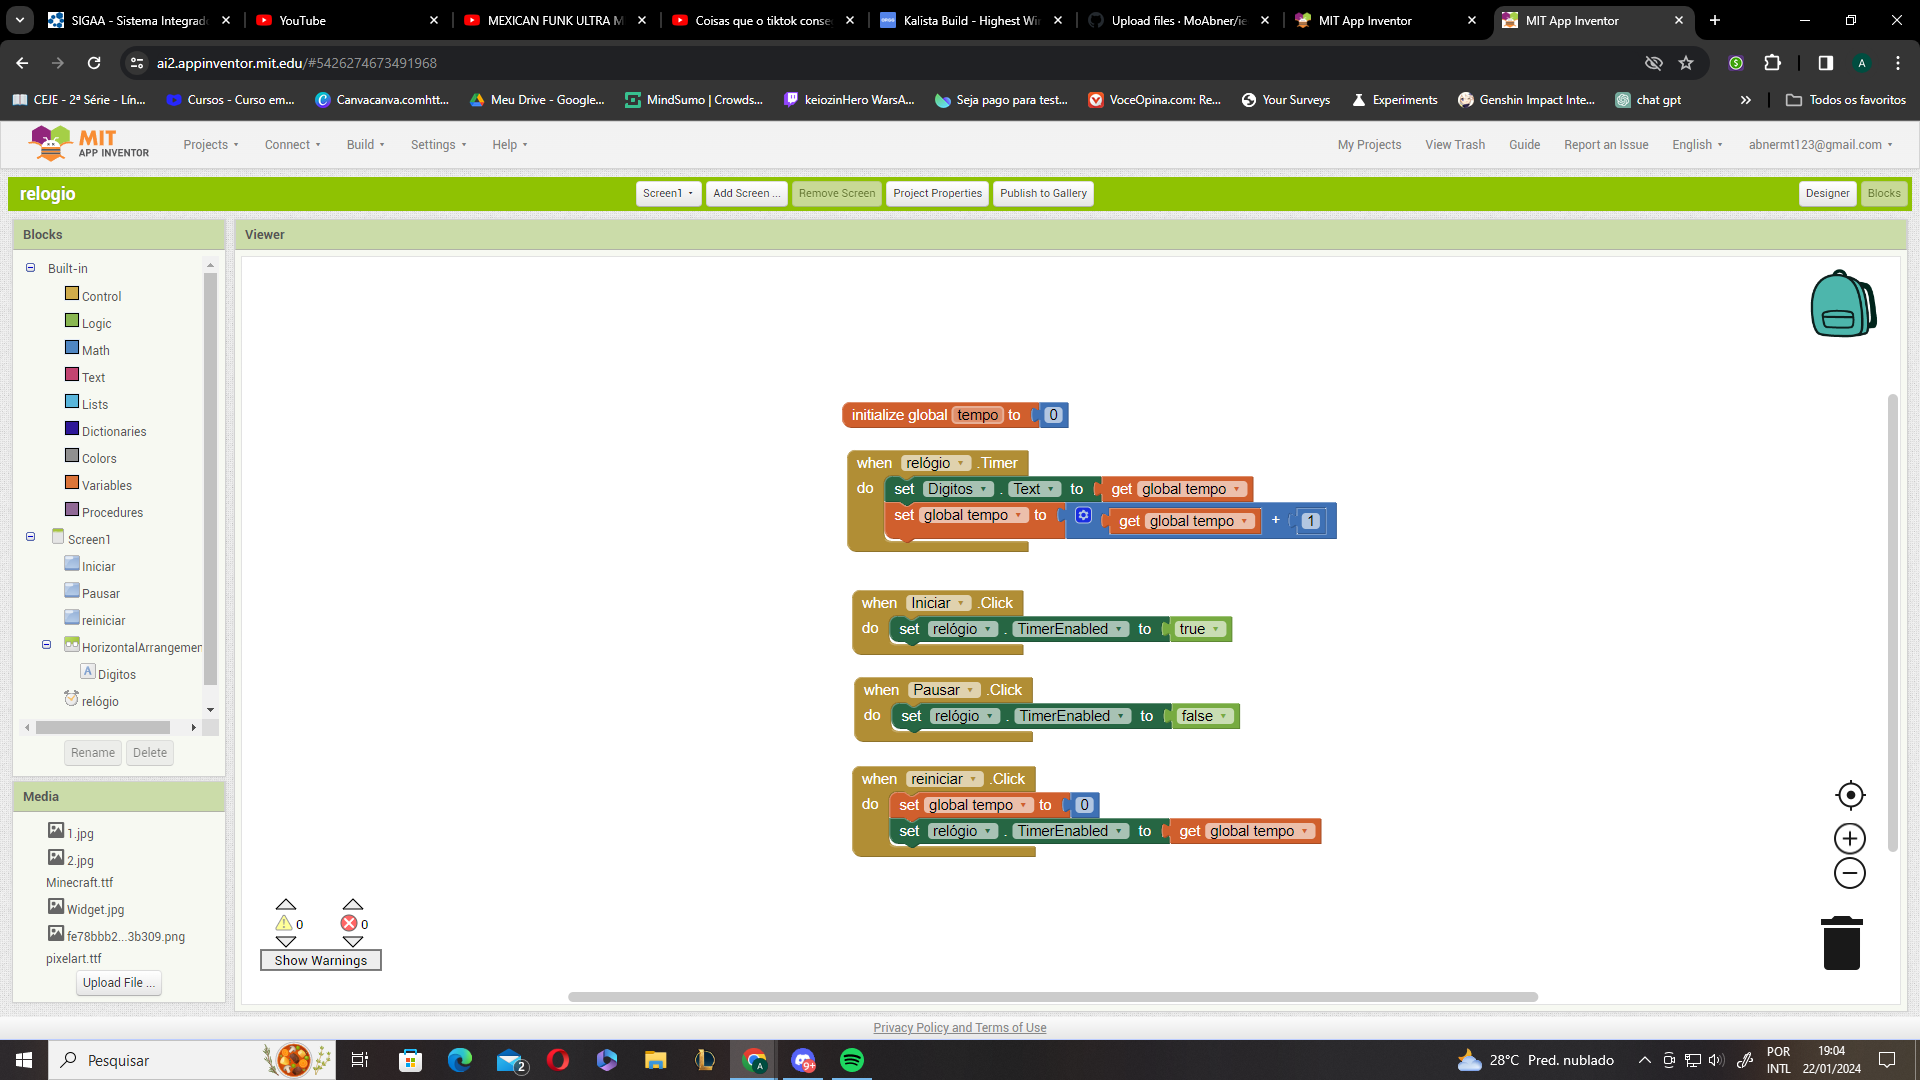 SIGAA - Sistema Integrad
YouTube
MEXICAN FUNK ULTRA M
Coisas que o tiktok conse
Kalista Build - Highest Wi
Upload files · MoAbner/ie
MIT App Inventor
MIT App Inventor
ai2.appinventor.mit.edu/#5426274673491968
A
CEJE - 2ª Série - Lín...
Cursos - Curso em...
Canvacanva.comhtt...
Meu Drive - Google...
MindSumo | Crowds...
keiozinHero WarsA...
Seja pago para test...
VoceOpina.com: Re...
Your Surveys
Experiments
Genshin Impact Inte...
chat gpt
»
Todos os favoritos
MIT
APP INVENTOR
Projects
Connect
Build
Settings
Help
My Projects
View Trash
Guide
Report an Issue
English
abnermt123@gmail.com
relogio
Screen1
Add Screen ...
Remove Screen
Project Properties
Publish to Gallery
Designer
Blocks
Blocks
Built-in
Control
Logic
Math
Text
Lists
Dictionaries
Colors
Variables
Procedures
Screen1
Iniciar
Pausar
reiniciar
HorizontalArrangemer
A Digitos
relógio
Rename
Delete
Media
1.jpg
2.jpg
Minecraft.ttf
Widget.jpg
fe78bbb2...3b309.png
pixelart.ttf
Upload File ...
Viewer
initialize global tempo to 0
when relógio .Timer
do set Digitos . Text to get global tempo
set global tempo to get global tempo + 1
when Iniciar .Click
do set relógio . TimerEnabled to true
when Pausar .Click
do set relógio . TimerEnabled to false
when reiniciar .Click
do set global tempo to 0
set relógio . TimerEnabled to get global tempo
0
0
Show Warnings
Privacy Policy and Terms of Use
Pesquisar
2
A
9+
28°C Pred. nublado
POR
INTL
19:04
22/01/2024